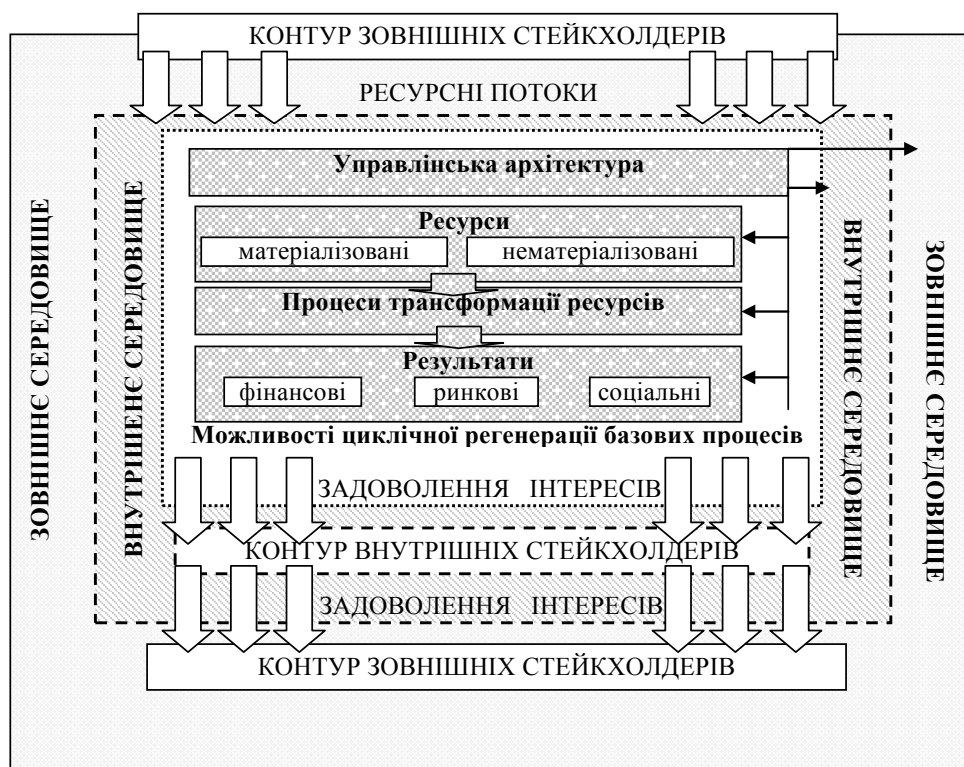 КОНТУР ЗОВНІШНІХ СТЕЙКХОЛДЕРІВ
РЕСУРСНІ ПОТОКИ
ЗОВНІШНЄ СЕРЕДОВИЩЕ
ВНУТРІШЕНЄ СЕРЕДОВИЩЕ
Управлінська архітектура
Ресурси
матеріалізовані
нематеріалізовані
Процеси трансформації ресурсів
Результати
фінансові
ринкові
соціальні
Можливості циклічної регенерації базових процесів
ВНУТРІШНЄ СЕРЕДОВИЩЕ
ЗОВНІШНЄ СЕРЕДОВИЩЕ
ЗАДОВОЛЕННЯ ІНТЕРЕСІВ
КОНТУР ВНУТРІШНІХ СТЕЙКХОЛДЕРІВ
ЗАДОВОЛЕННЯ ІНТЕРЕСІВ
КОНТУР ЗОВНІШНІХ СТЕЙКХОЛДЕРІВ